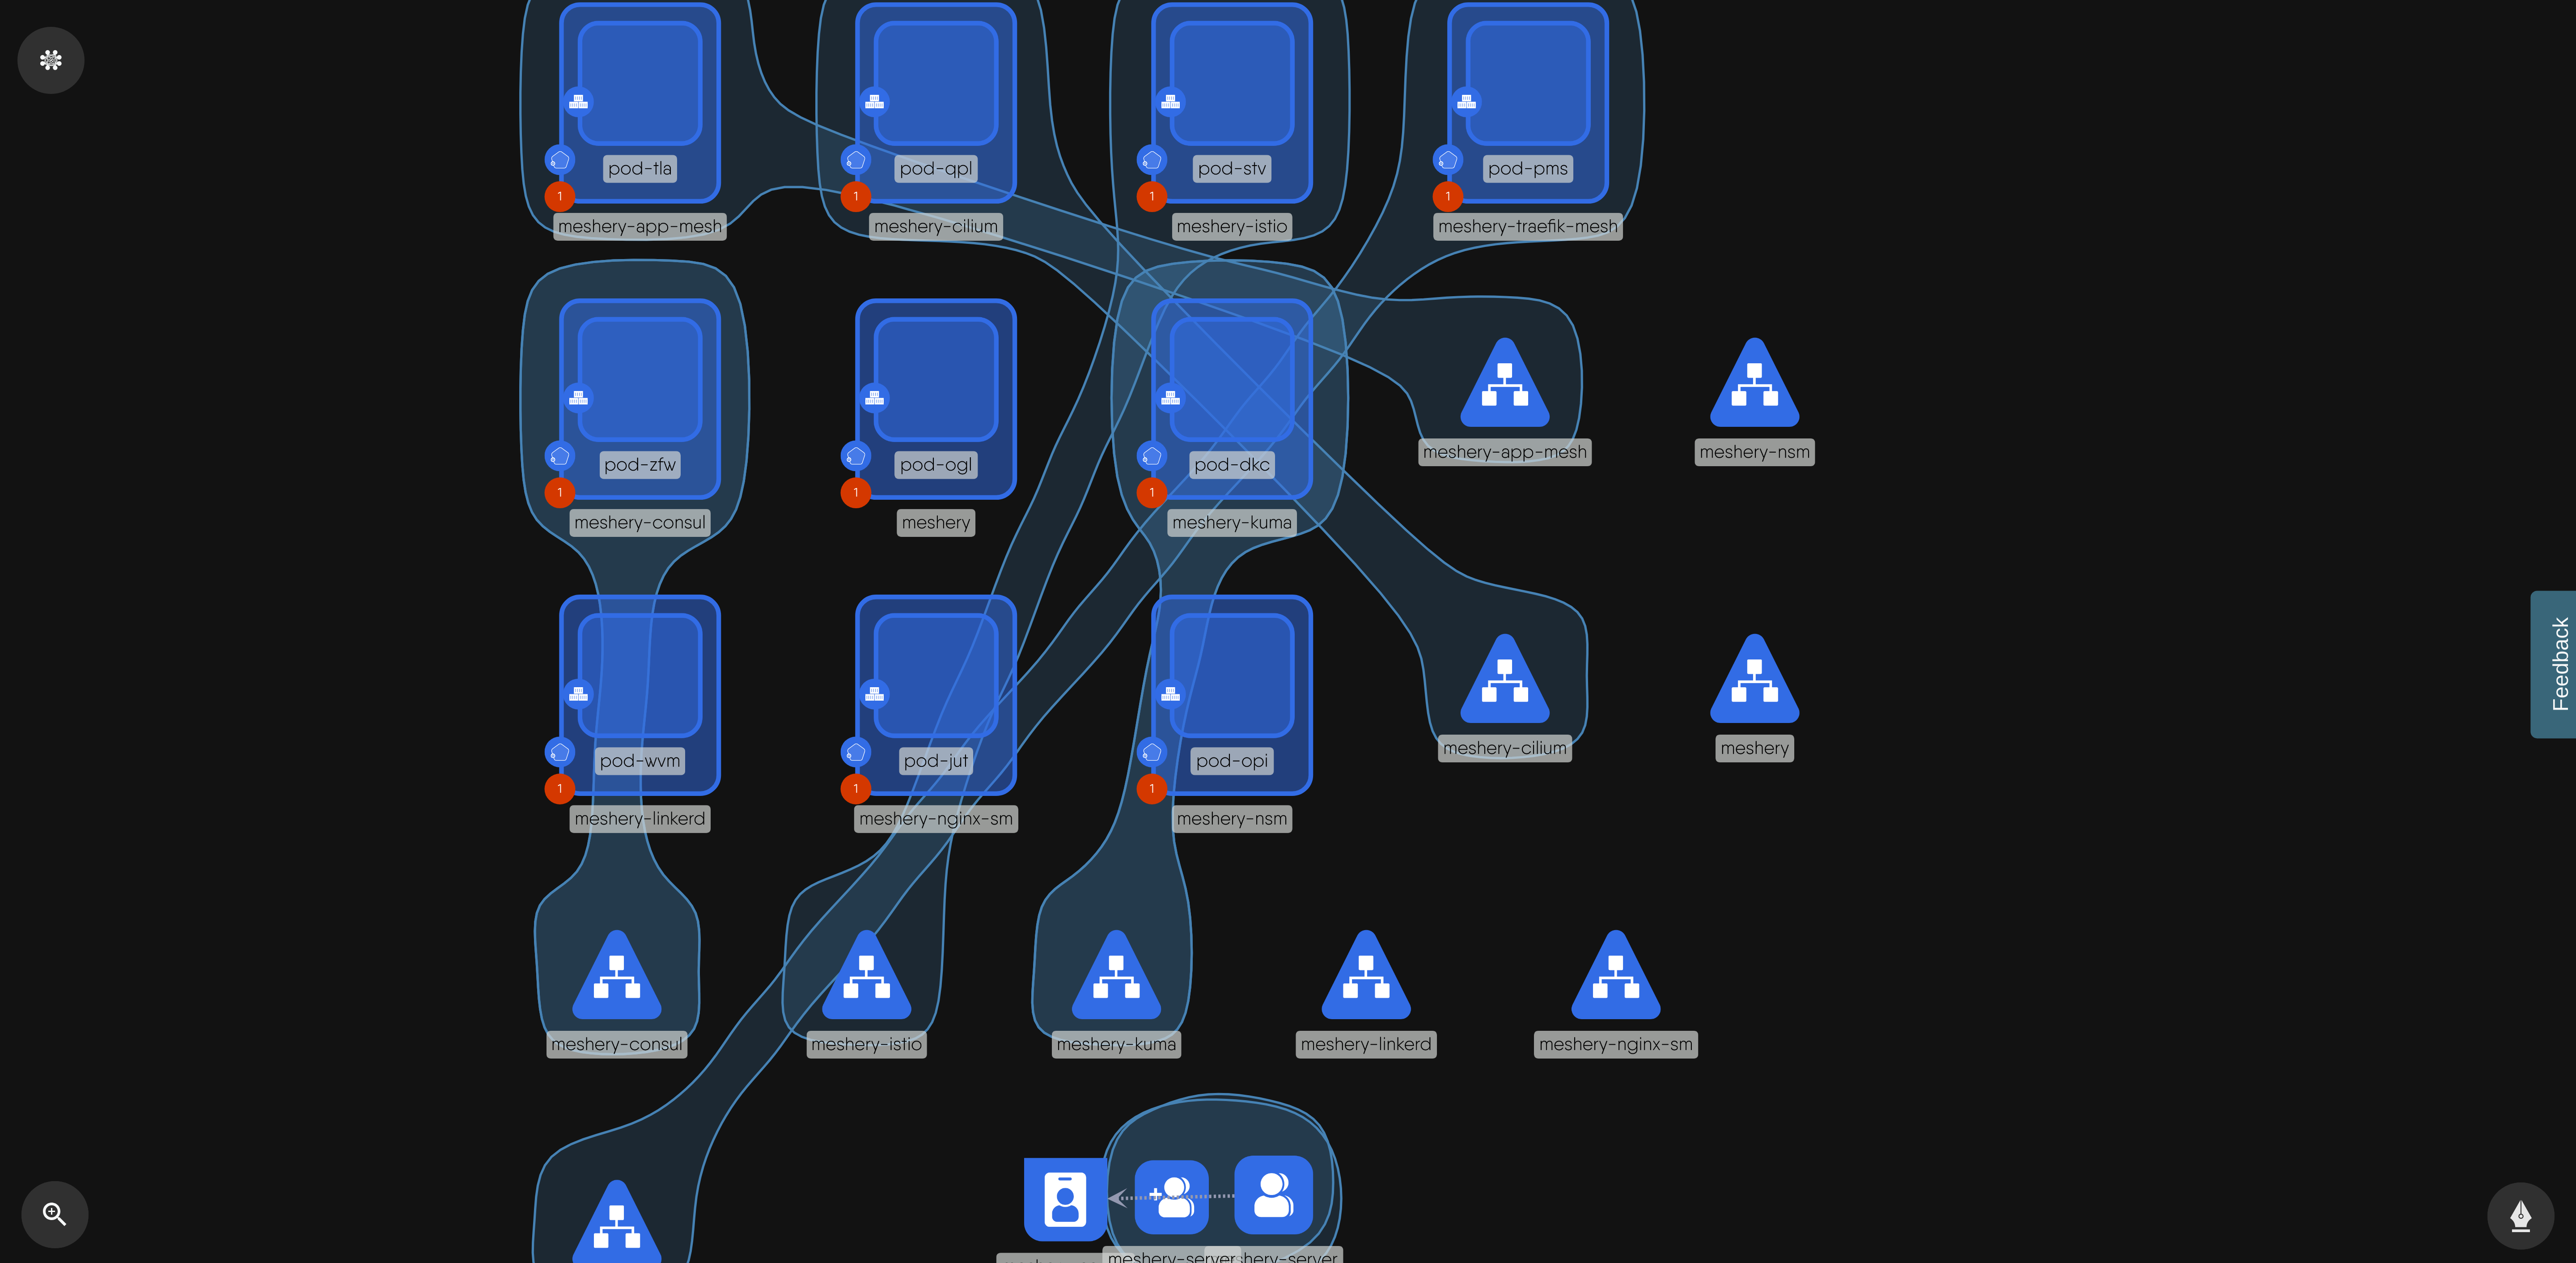 pod-tla
pod-qpl
pod-stv
pod-pms
1
1
1
1
meshery-app-mesh
meshery-cilium
meshery-istio
meshery-traefik-mesh
pod-zfw
pod-ogl
pod-dkc
meshery-app-mesh
meshery-nsm
1
1
1
meshery-consul
meshery
meshery-kuma
pod-wvm
pod-jut
pod-opi
meshery-cilium
meshery
1
1
1
meshery-linkerd
meshery-nginx-sm
meshery-nsm
Feedback
meshery-consul
meshery-istio
meshery-kuma
meshery-linkerd
meshery-nginx-sm
meshery-server